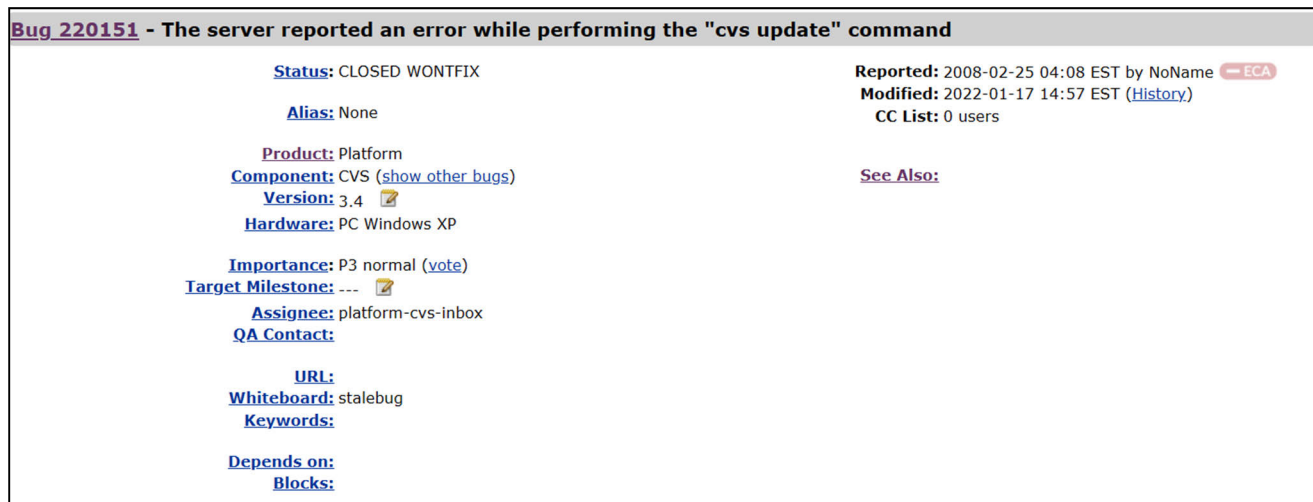 Bug 220151 - The server reported an error while performing the "cvs update" command
Status: CLOSED WONTFIX
Alias: None
Product: Platform
Component: CVS (show other bugs)
Version: 3.4
Hardware: PC Windows XP
Importance: P3 normal (vote)
Target Milestone: ---
Assignee: platform-cvs-inbox
QA Contact:
URL:
Whiteboard: stalebug
Keywords:
Depends on:
Blocks:
Reported: 2008-02-25 04:08 EST by NoName ECA
Modified: 2022-01-17 14:57 EST (History)
CC List: 0 users
See Also: